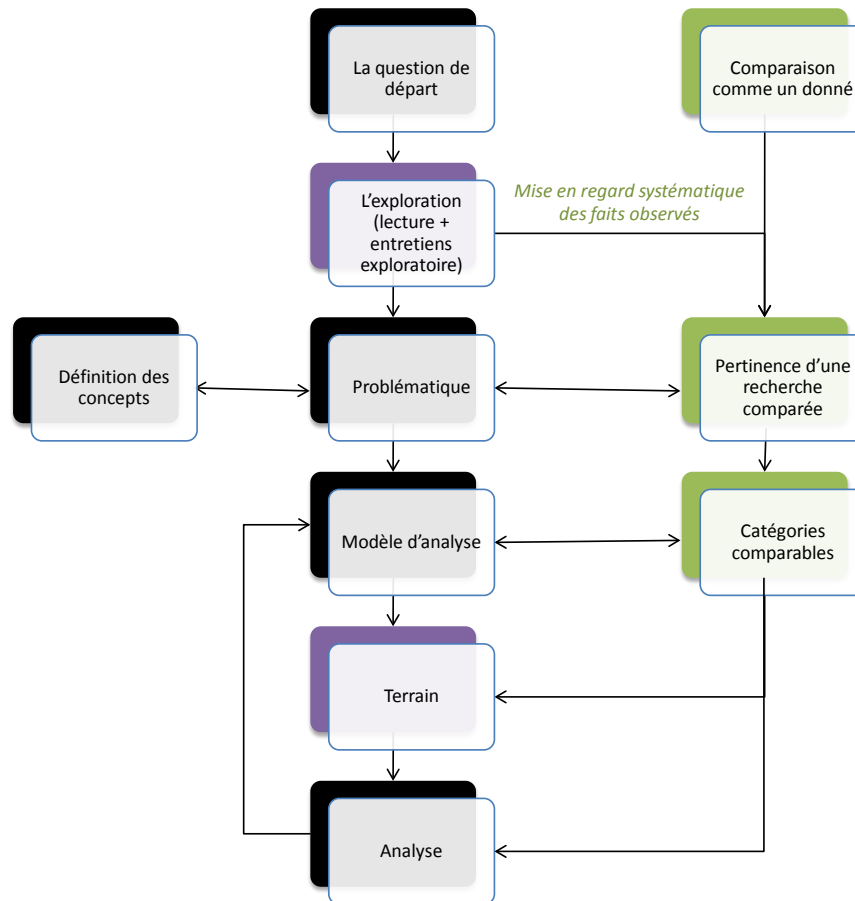 La question de
départ
Comparaison
comme un donné
L’exploration
(lecture +
entretiens
exploratoire)
Mise en regard systématique
des faits observés
Définition des
concepts
Problématique
Pertinence d’une
recherche
comparée
Modèle d’analyse
Catégories
comparables
Terrain
Analyse